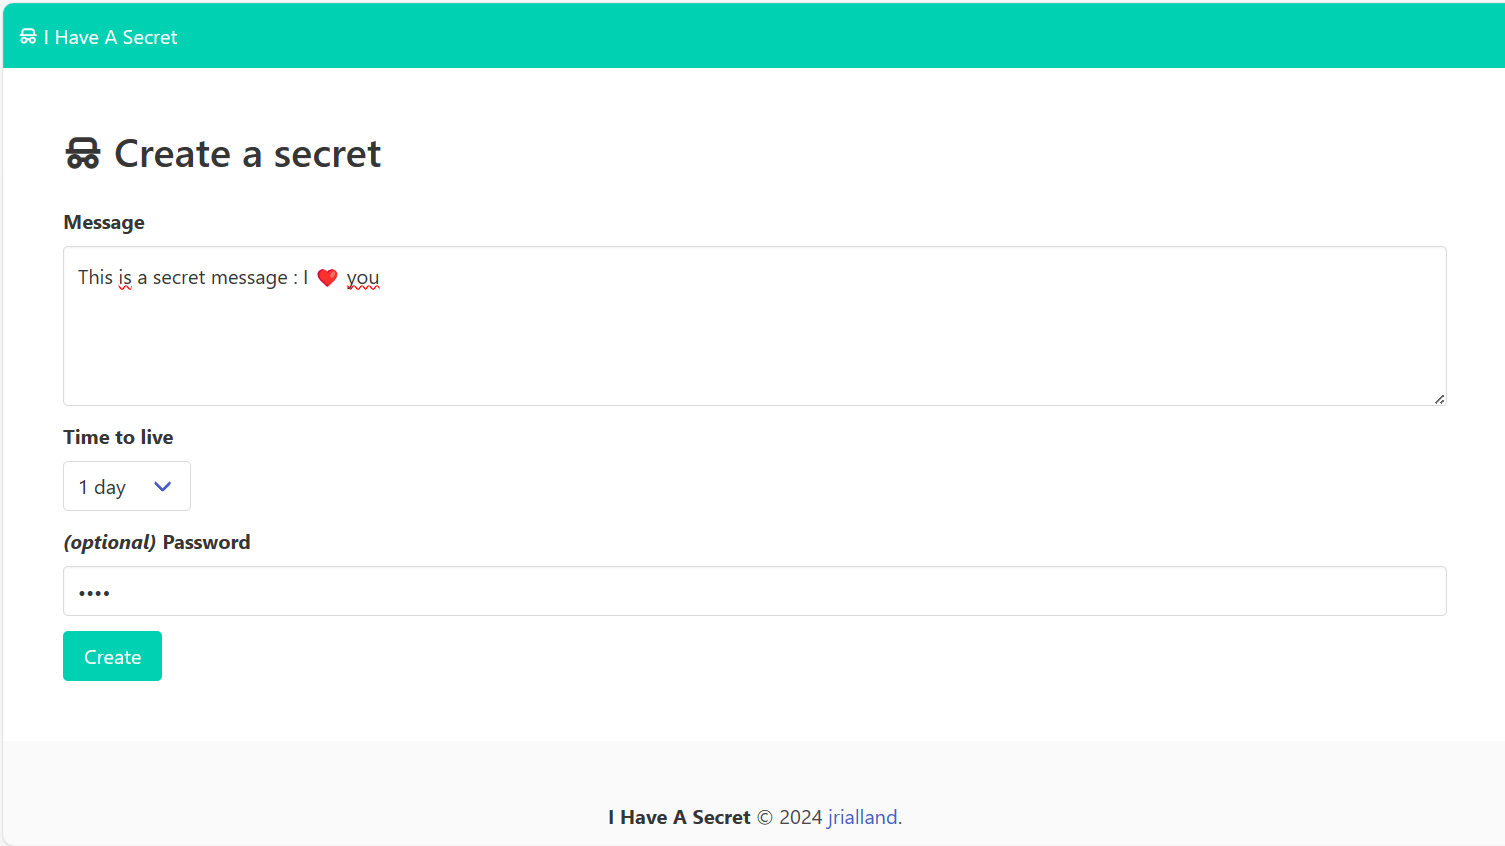 I Have A Secret
Create a secret
Message
This is a secret message : I ❤️ you
Time to live
1 day
(optional) Password
••••
Create
I Have A Secret © 2024 jrialland.